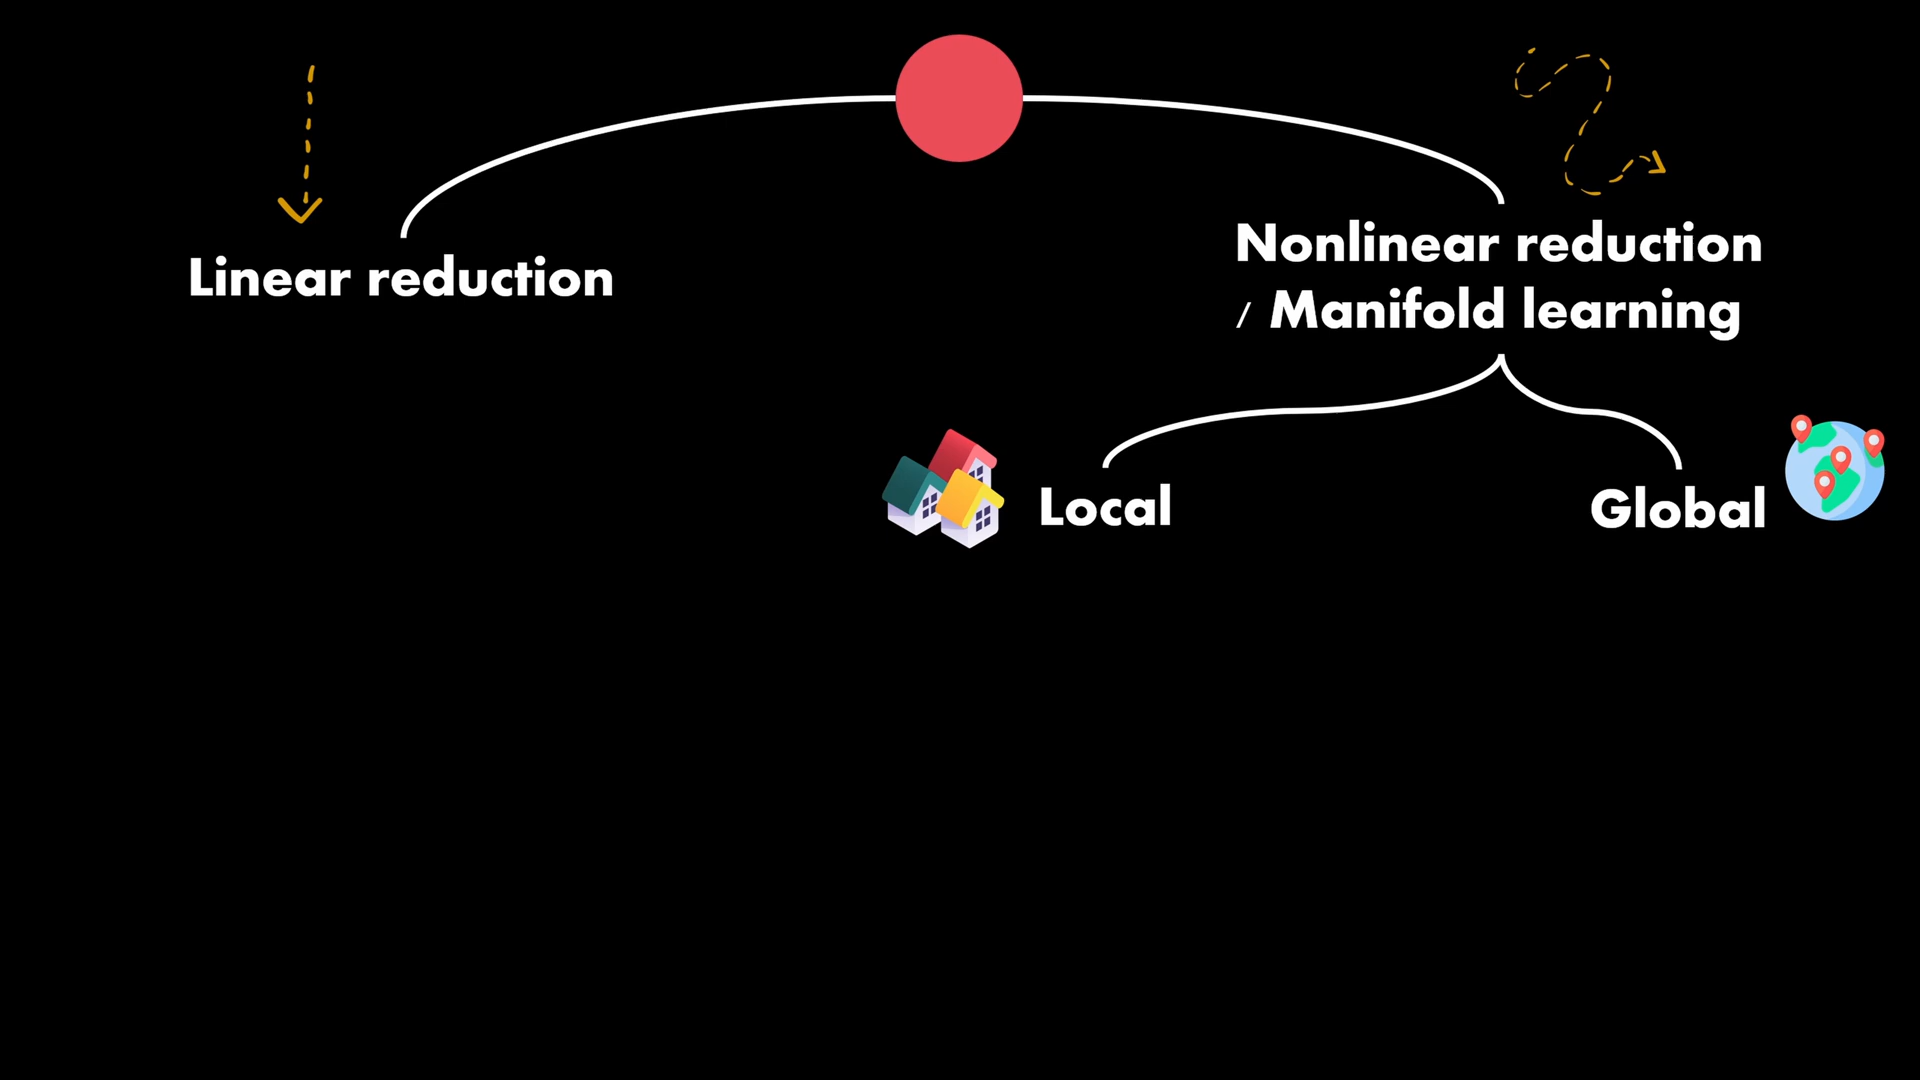 Linear reduction
Nonlinear reduction
/ Manifold learning
Local
Global